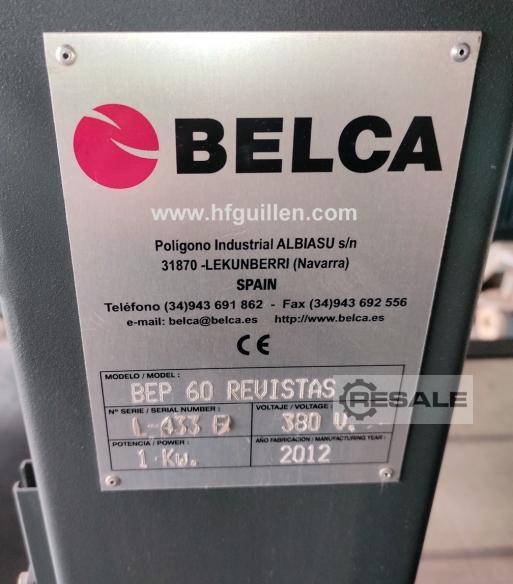 BELCA
www.hfguillen.com
Polígono Industrial ALBIASU s/n
31870 -LEKUNBERRI (Navarra)
SPAIN
Teléfono (34)943 691 862 - Fax (34)943 692 556
e-mail: belca@belca.es http://www.belca.es
CE
MODELO / MODEL :
BEP 60 REVISTAS
RESALE
Nº SERIE / SERIAL NUMBER : VOLTAJE / VOLTAGE :
380 V.
POTENCIA / POWER : AÑO FABRICACIÓN / MANUFACTURING YEAR :
1 Kw. 2012